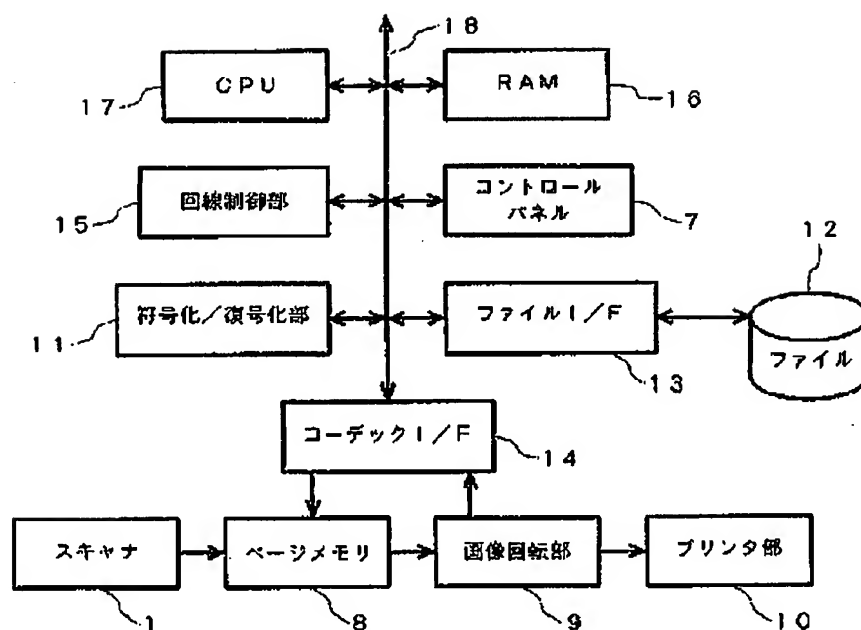 18
CPU
RAM
17
16
回線制御部
コントロール
パネル
15
7
12
符号化/復号化部
ファイルI/F
ファイル
11
13
コーデックI/F
14
スキャナ
ページメモリ
画像回転部
プリンタ部
1
8
9
10